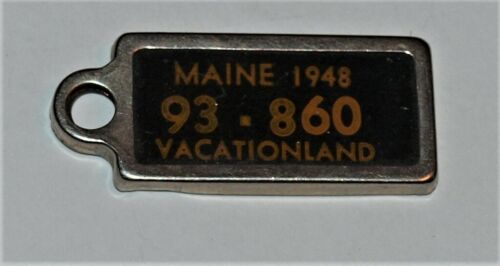 MAINE 1948
93 · 860
VACATIONLAND